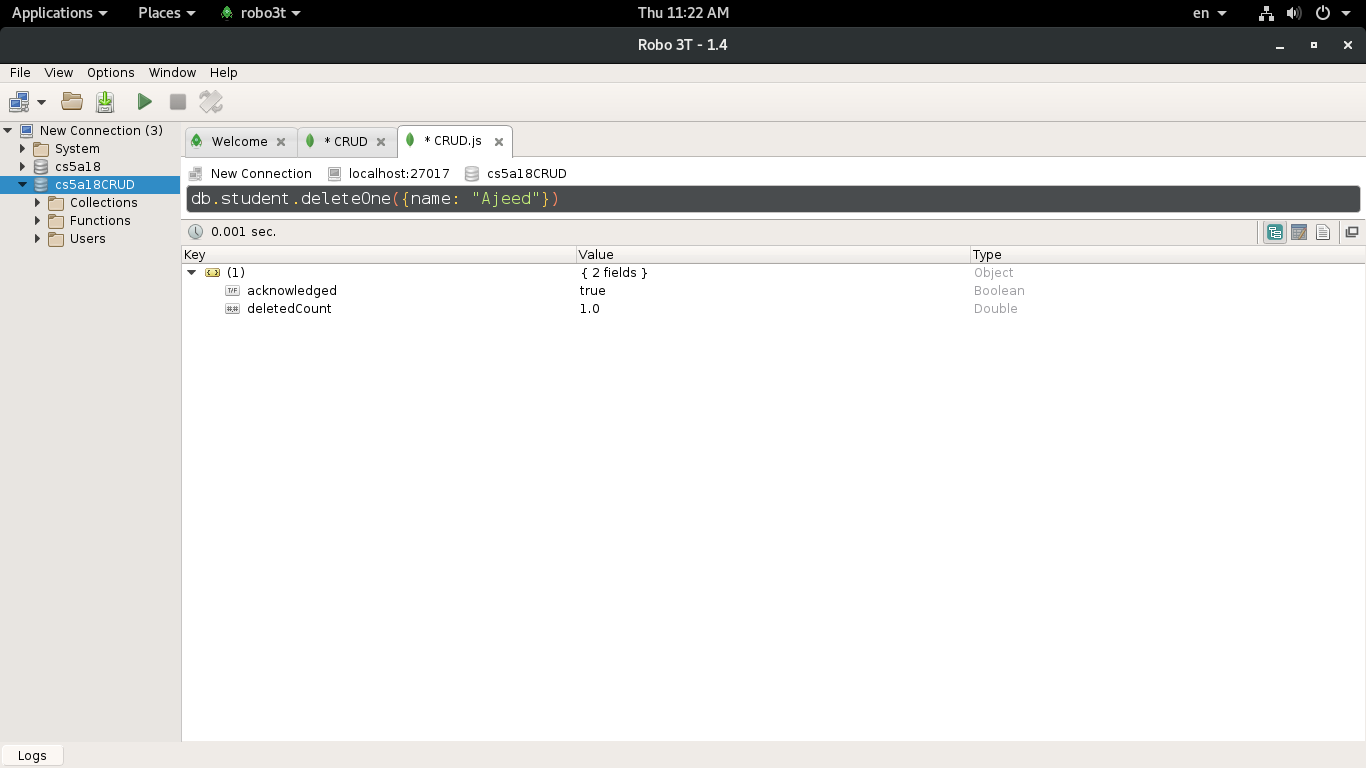 Applications Places robo3t Thu 11:22 AM en
Robo 3T - 1.4
File View Options Window Help
New Connection (3)
System
cs5a18
cs5a18CRUD
Collections
Functions
Users
Welcome * CRUD * CRUD.js
New Connection localhost:27017 cs5a18CRUD
db.student.deleteOne({name: "Ajeed"})
0.001 sec.
Key Value Type
(1) { 2 fields } Object
acknowledged true Boolean
deletedCount 1.0 Double
Logs